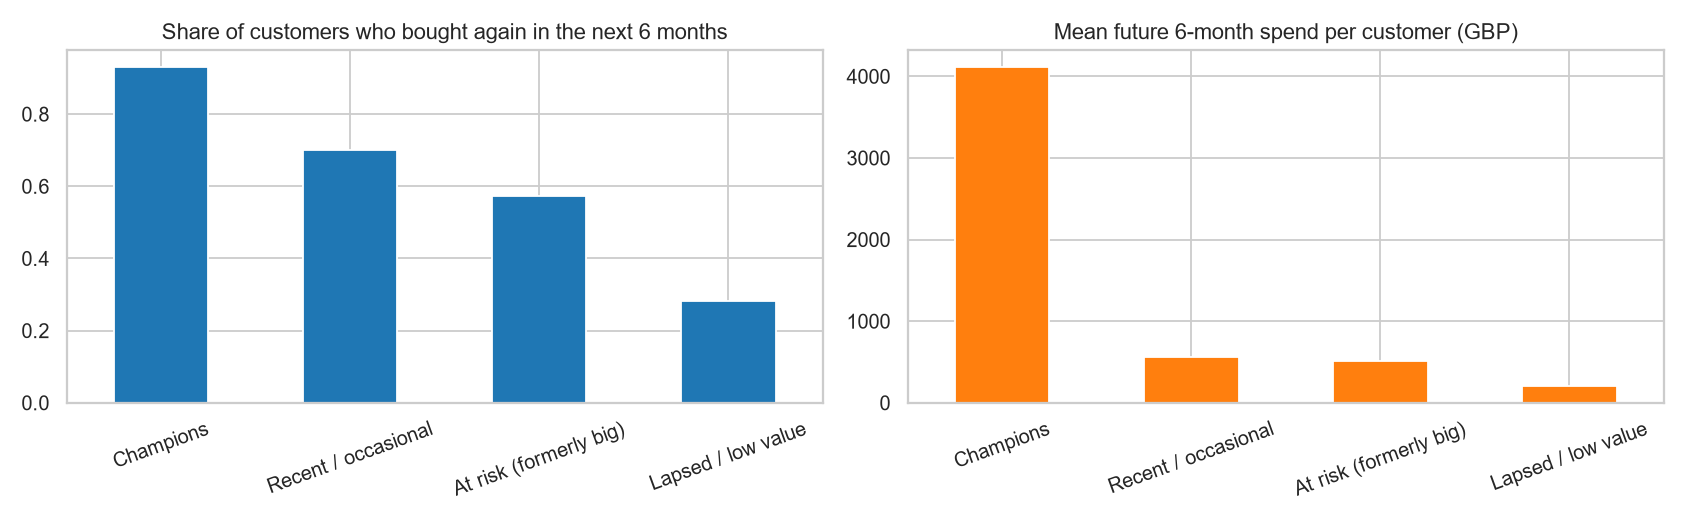 Share of customers who bought again in the next 6 months
0.8
0.6
0.4
0.2
0.0
Champions
Recent / occasional
At risk (formerly big)
Lapsed / low value
Mean future 6-month spend per customer (GBP)
4000
3000
2000
1000
0
Champions
Recent / occasional
At risk (formerly big)
Lapsed / low value